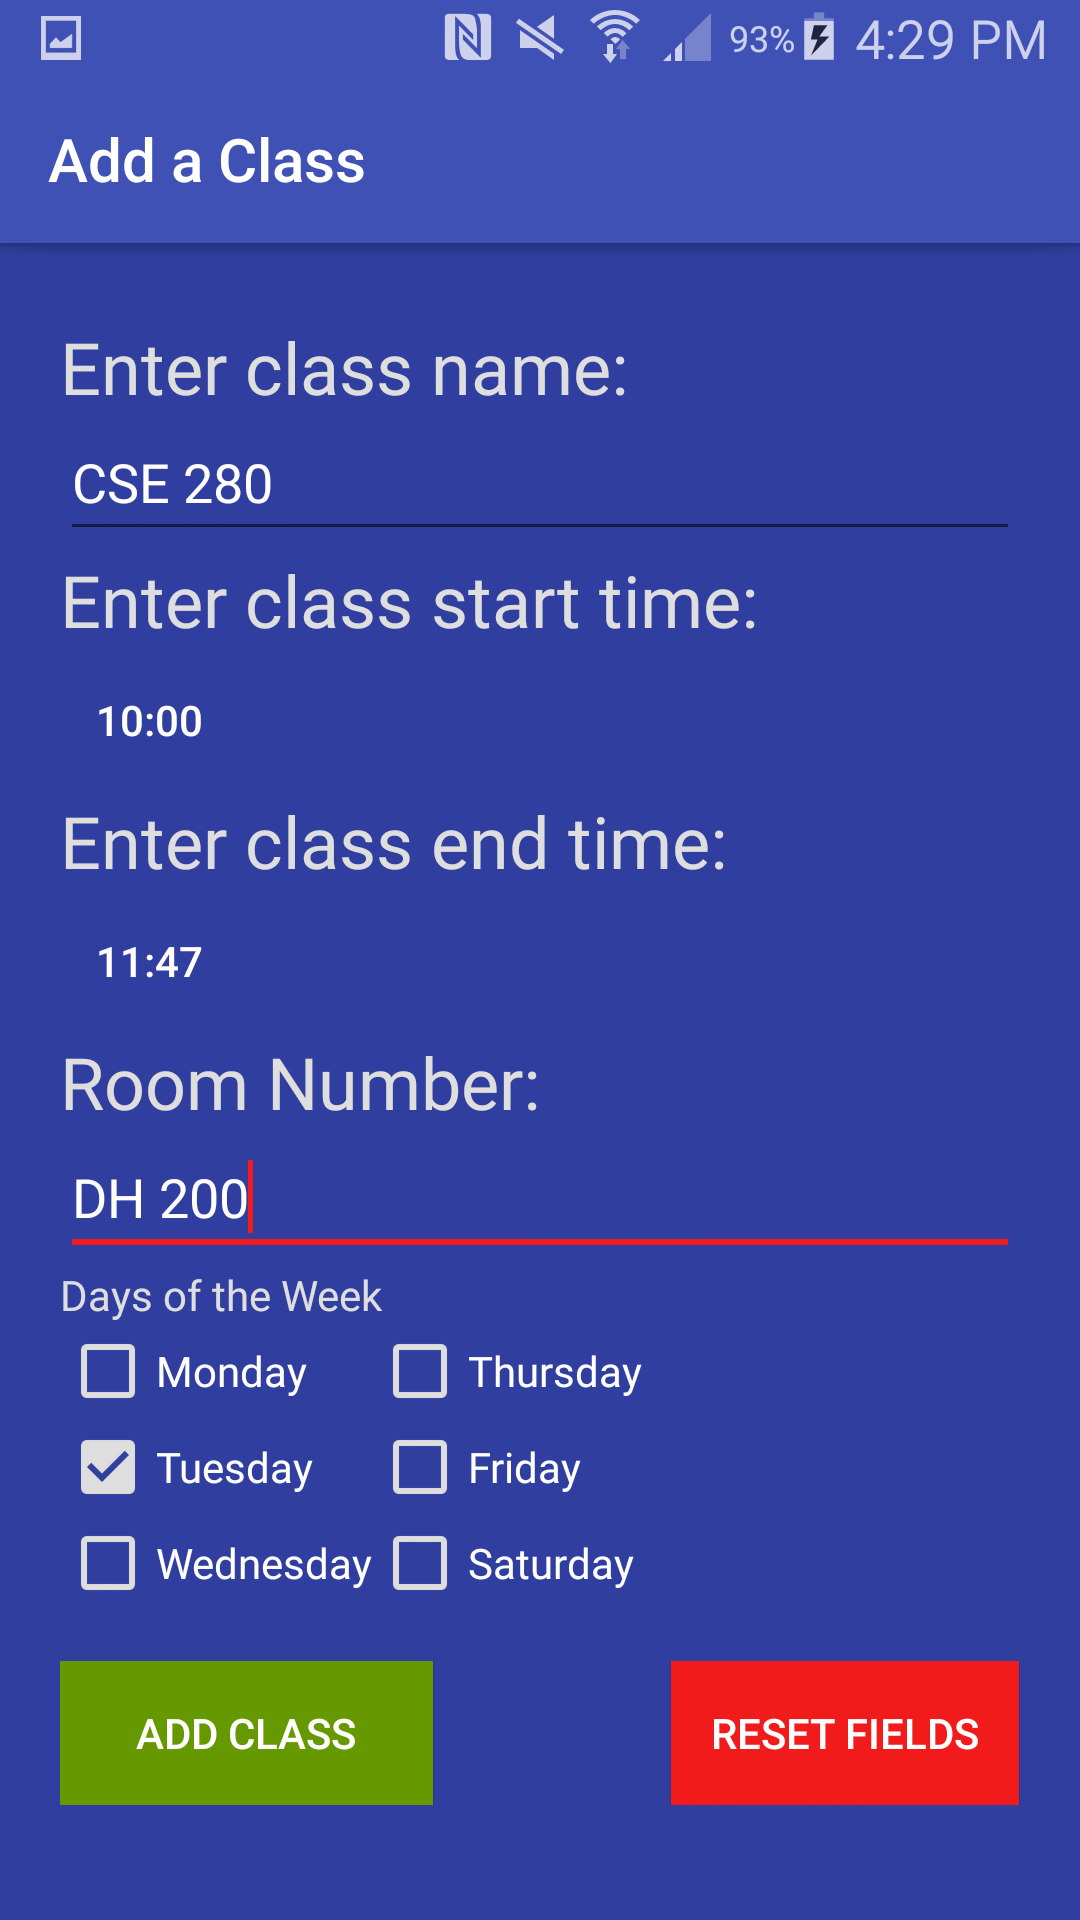 93% 4:29 PM
Add a Class
Enter class name:
CSE 280
Enter class start time:
10:00
Enter class end time:
11:47
Room Number:
DH 200
Days of the Week
Monday Thursday
Tuesday Friday
Wednesday Saturday
ADD CLASS RESET FIELDS